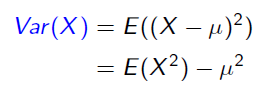 Var(X) = E((X − μ)²)
= E(X²) − μ²